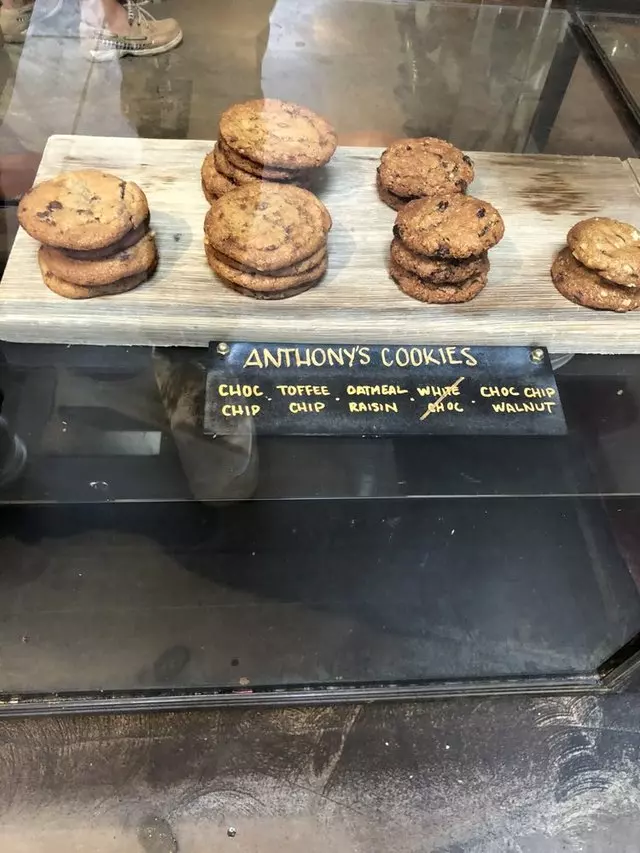 ANTHONY'S COOKIES
CHOC · TOFFEE · OATMEAL · WHITE · CHOC CHIP
CHIP CHIP RAISIN CHOC WALNUT